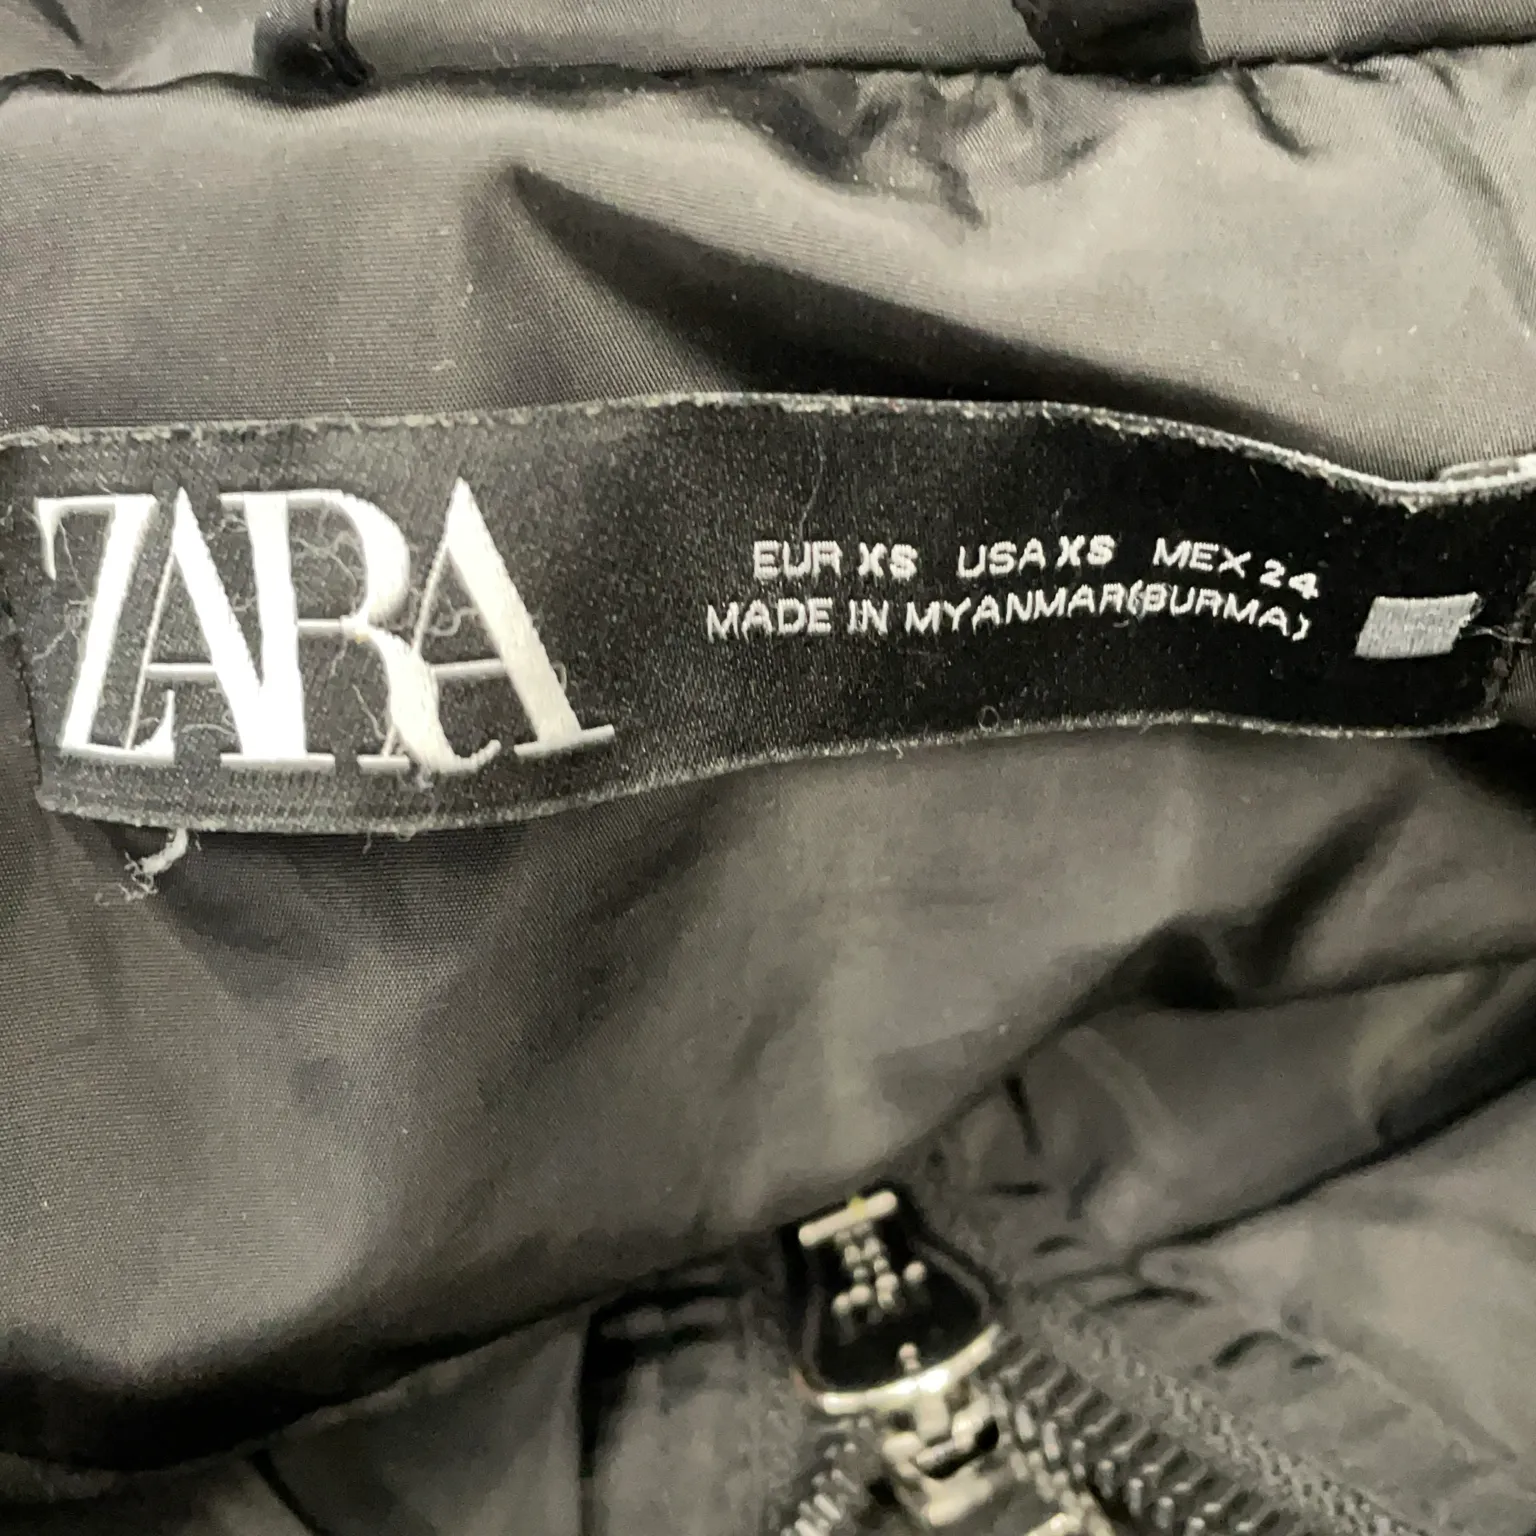 ZARA
EUR XS USA XS MEX 24
MADE IN MYANMAR(BURMA)